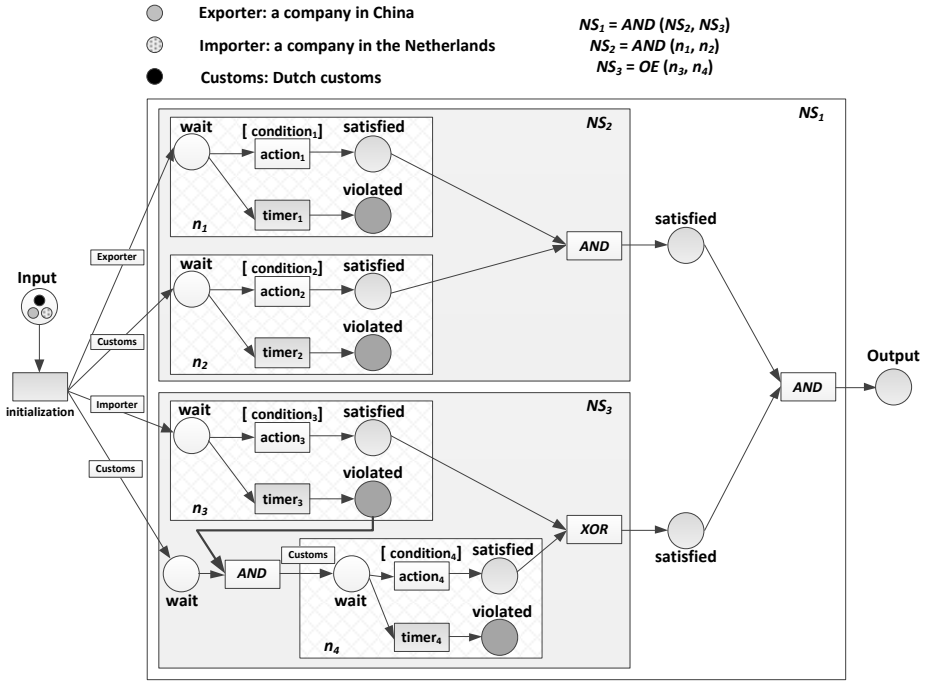 Exporter: a company in China
Importer: a company in the Netherlands
Customs: Dutch customs
NS₁ = AND (NS₂, NS₃)
NS₂ = AND (n₁, n₂)
NS₃ = OE (n₃, n₄)
NS₁
NS₂
wait
[ condition₁]
action₁
satisfied
timer₁
violated
n₁
Exporter
AND
satisfied
wait
[ condition₂]
action₂
satisfied
timer₂
violated
n₂
Input
Customs
initialization
Importer
Customs
AND
Output
NS₃
wait
[ condition₃]
action₃
satisfied
timer₃
violated
n₃
XOR
satisfied
wait
AND
Customs
wait
[ condition₄]
action₄
satisfied
timer₄
violated
n₄